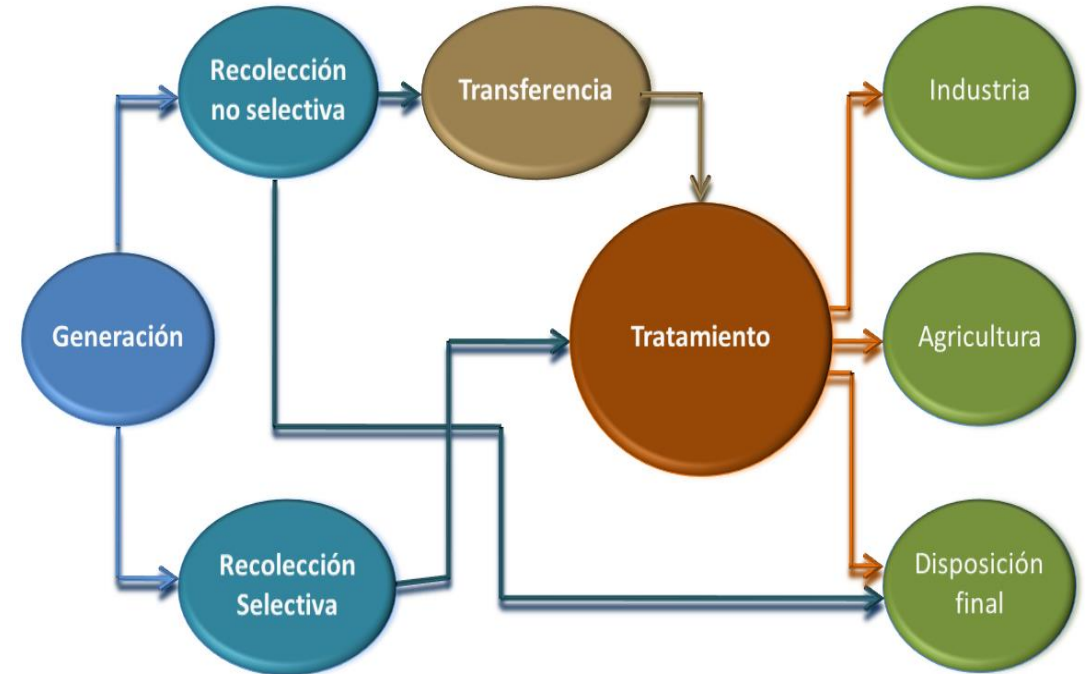 Recolección
no selectiva
Transferencia
Industria
Generación
Tratamiento
Agricultura
Recolección
Selectiva
Disposición
final